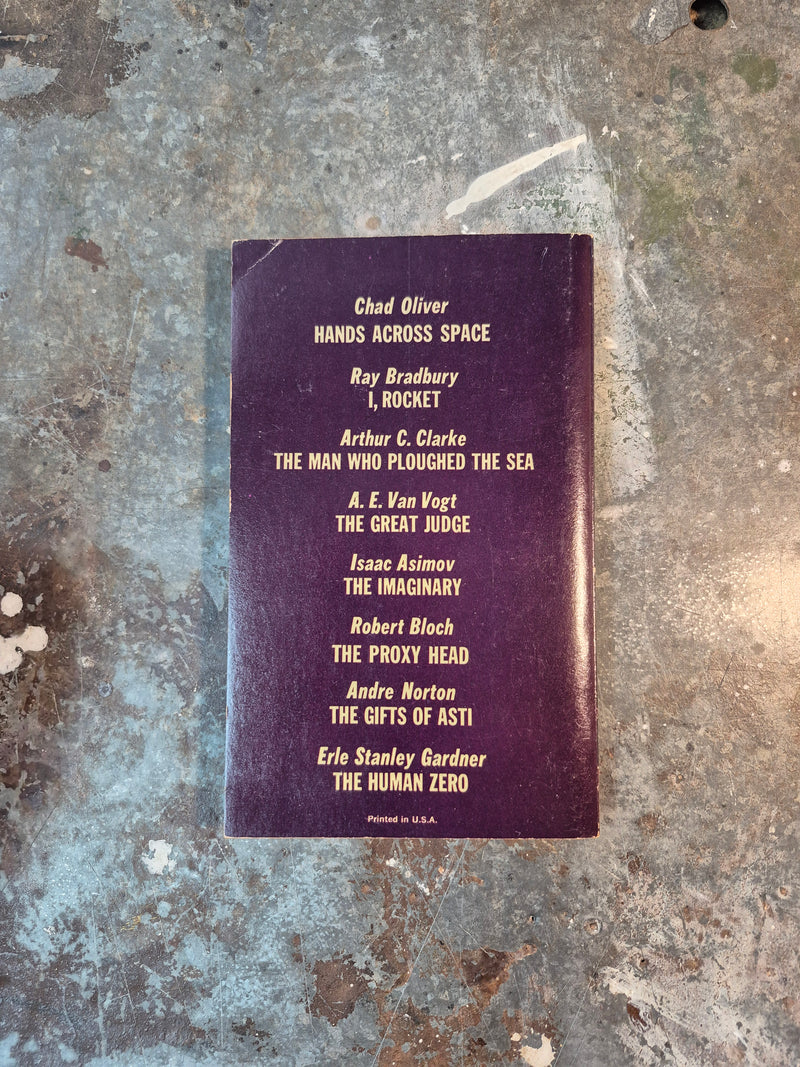 Chad Oliver
HANDS ACROSS SPACE
Ray Bradbury
I, ROCKET
Arthur C. Clarke
THE MAN WHO PLOUGHED THE SEA
A. E. Van Vogt
THE GREAT JUDGE
Isaac Asimov
THE IMAGINARY
Robert Bloch
THE PROXY HEAD
Andre Norton
THE GIFTS OF ASTI
Erle Stanley Gardner
THE HUMAN ZERO
Printed in U.S.A.